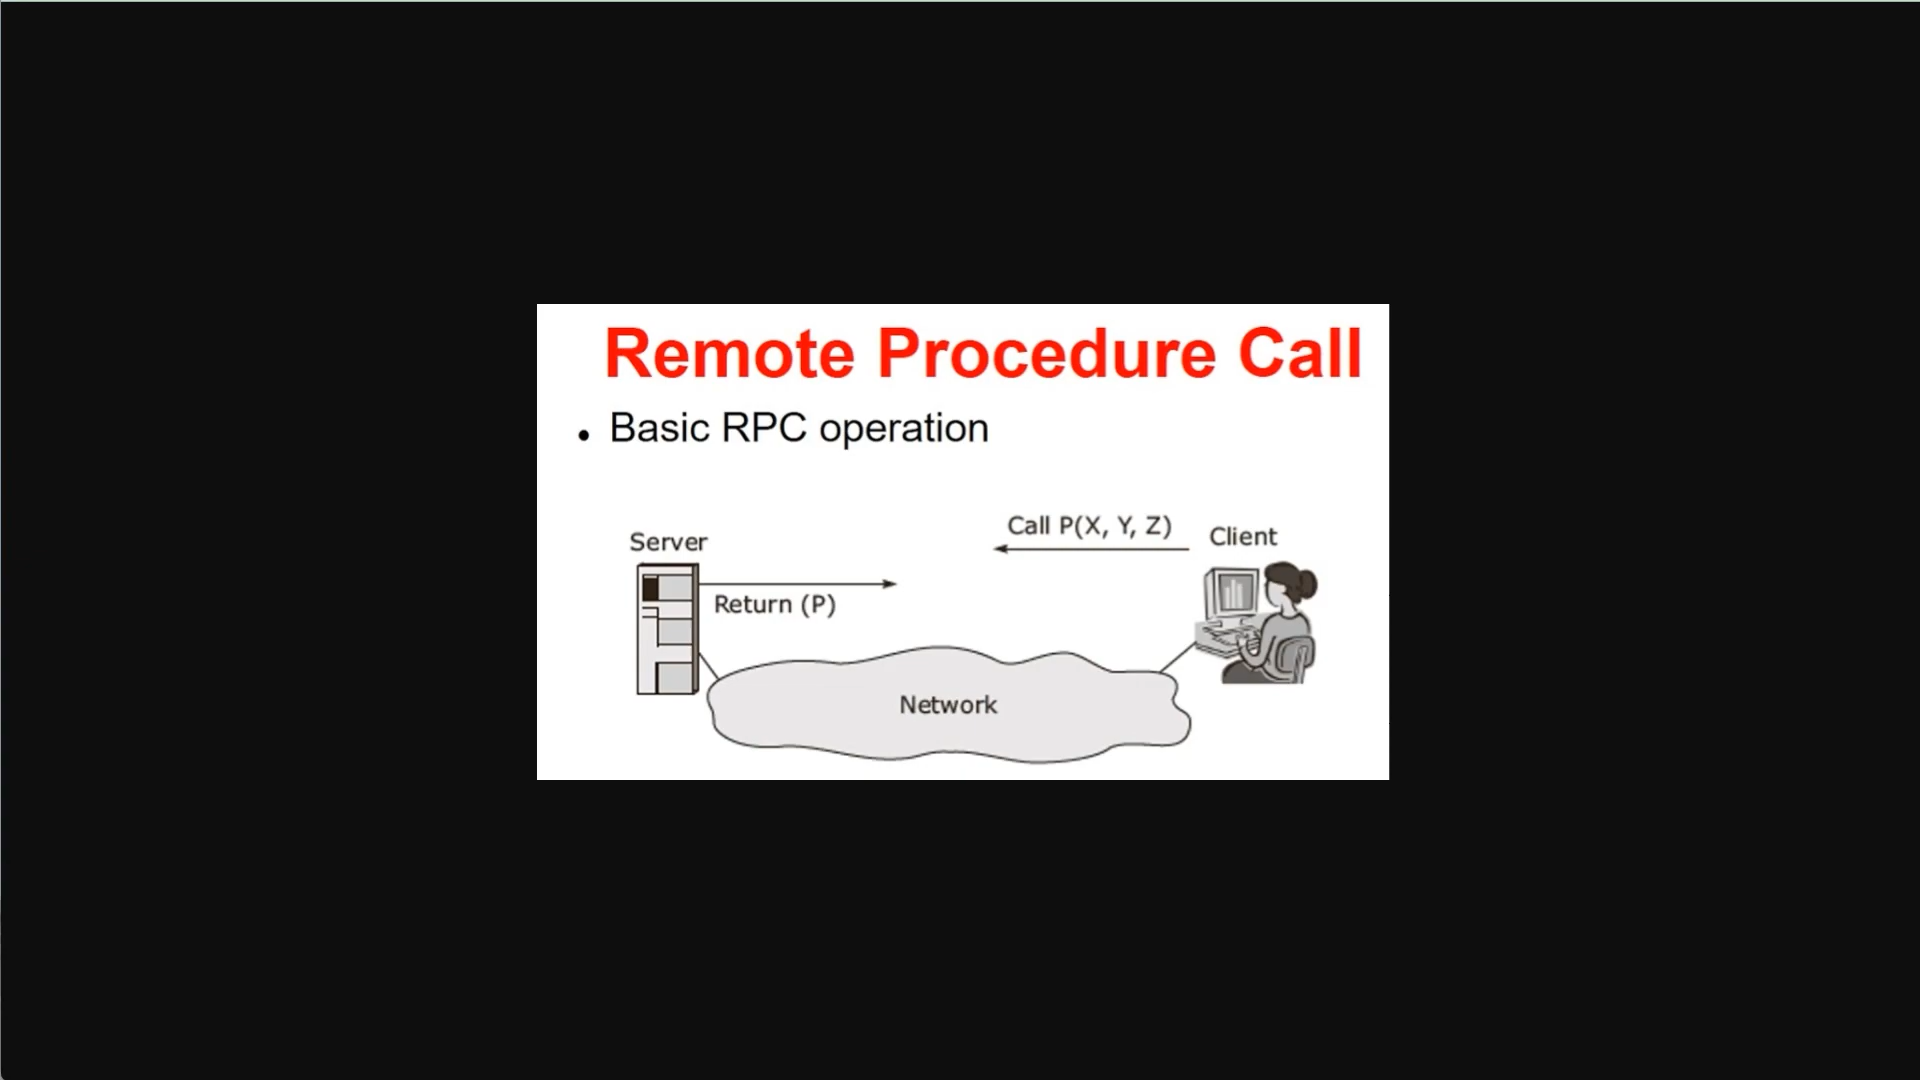 Remote Procedure Call
• Basic RPC operation
Call P(X, Y, Z)
Client
Server
Return (P)
Network